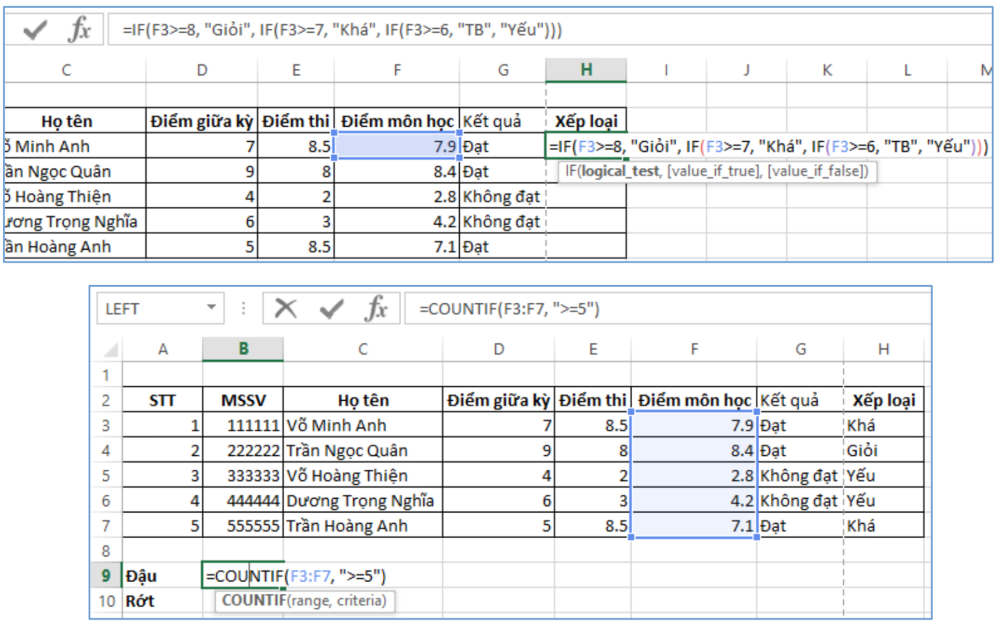 =IF(F3>=8, "Giỏi", IF(F3>=7, "Khá", IF(F3>=6, "TB", "Yếu")))
C D E F G H I J K L M
Họ tên Điểm giữa kỳ Điểm thi Điểm môn học Kết quả Xếp loại
õ Minh Anh 7 8.5 7.9 Đạt =IF(F3>=8, "Giỏi", IF(F3>=7, "Khá", IF(F3>=6, "TB", "Yếu")))
ần Ngọc Quân 9 8 8.4 Đạt IF(logical_test, [value_if_true], [value_if_false])
õ Hoàng Thiện 4 2 2.8 Không đạt
ương Trọng Nghĩa 6 3 4.2 Không đạt
ần Hoàng Anh 5 8.5 7.1 Đạt
LEFT fx =COUNTIF(F3:F7, ">=5")
A B C D E F G H
1
2 STT MSSV Họ tên Điểm giữa kỳ Điểm thi Điểm môn học Kết quả Xếp loại
3 1 111111 Võ Minh Anh 7 8.5 7.9 Đạt Khá
4 2 222222 Trần Ngọc Quân 9 8 8.4 Đạt Giỏi
5 3 333333 Võ Hoàng Thiện 4 2 2.8 Không đạt Yếu
6 4 444444 Dương Trọng Nghĩa 6 3 4.2 Không đạt Yếu
7 5 555555 Trần Hoàng Anh 5 8.5 7.1 Đạt Khá
8
9 Đậu =COUNTIF(F3:F7, ">=5")
10 Rớt COUNTIF(range, criteria)